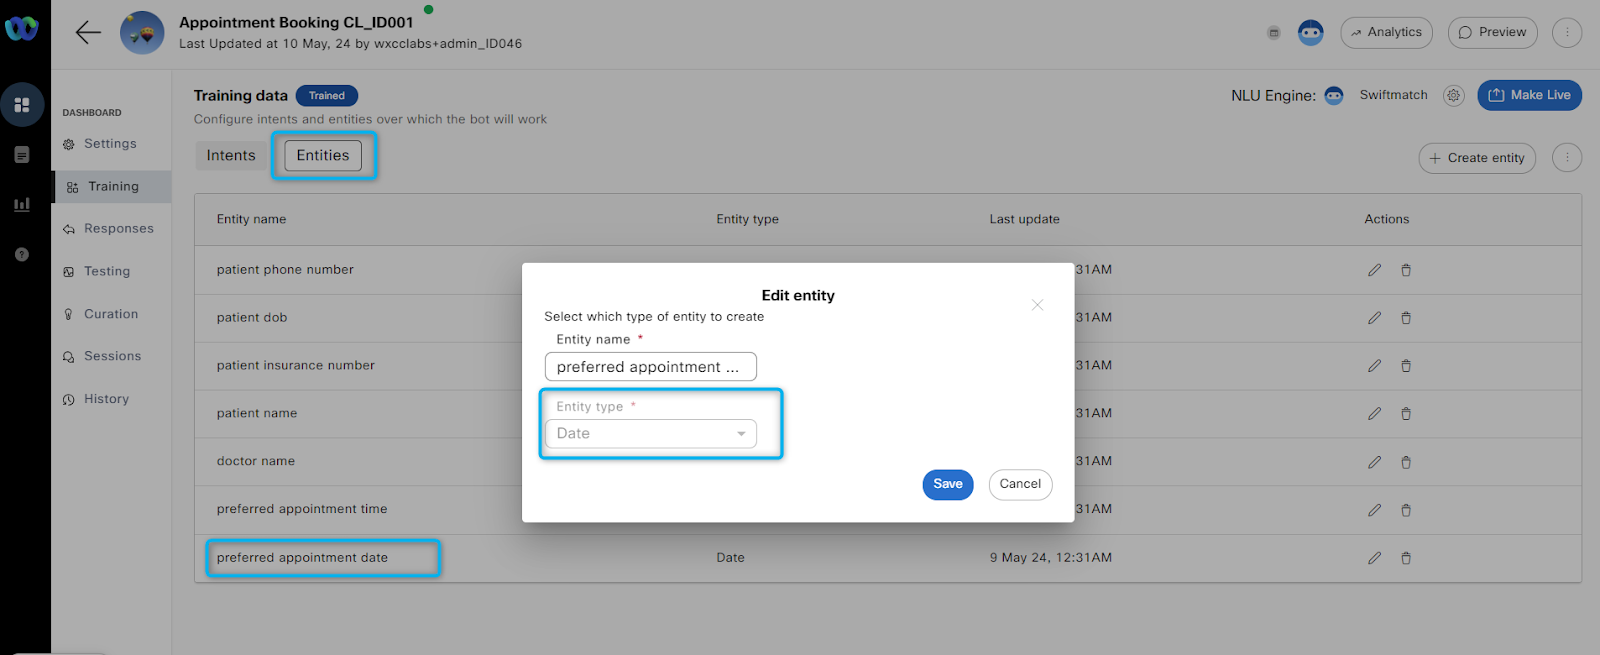 Appointment Booking CL_ID001
Last Updated at 10 May, 24 by wxcclabs+admin_ID046
Analytics
Preview
DASHBOARD
Settings
Training
Responses
Testing
Curation
Sessions
History
Training data Trained
Configure intents and entities over which the bot will work
NLU Engine: Swiftmatch
Make Live
Intents Entities
+ Create entity
Entity name Entity type Last update Actions
patient phone number 31AM
patient dob 31AM
patient insurance number 31AM
patient name 31AM
doctor name 31AM
preferred appointment time 31AM
preferred appointment date Date 9 May 24, 12:31AM
Edit entity
Select which type of entity to create
Entity name *
preferred appointment ...
Entity type *
Date
Save Cancel